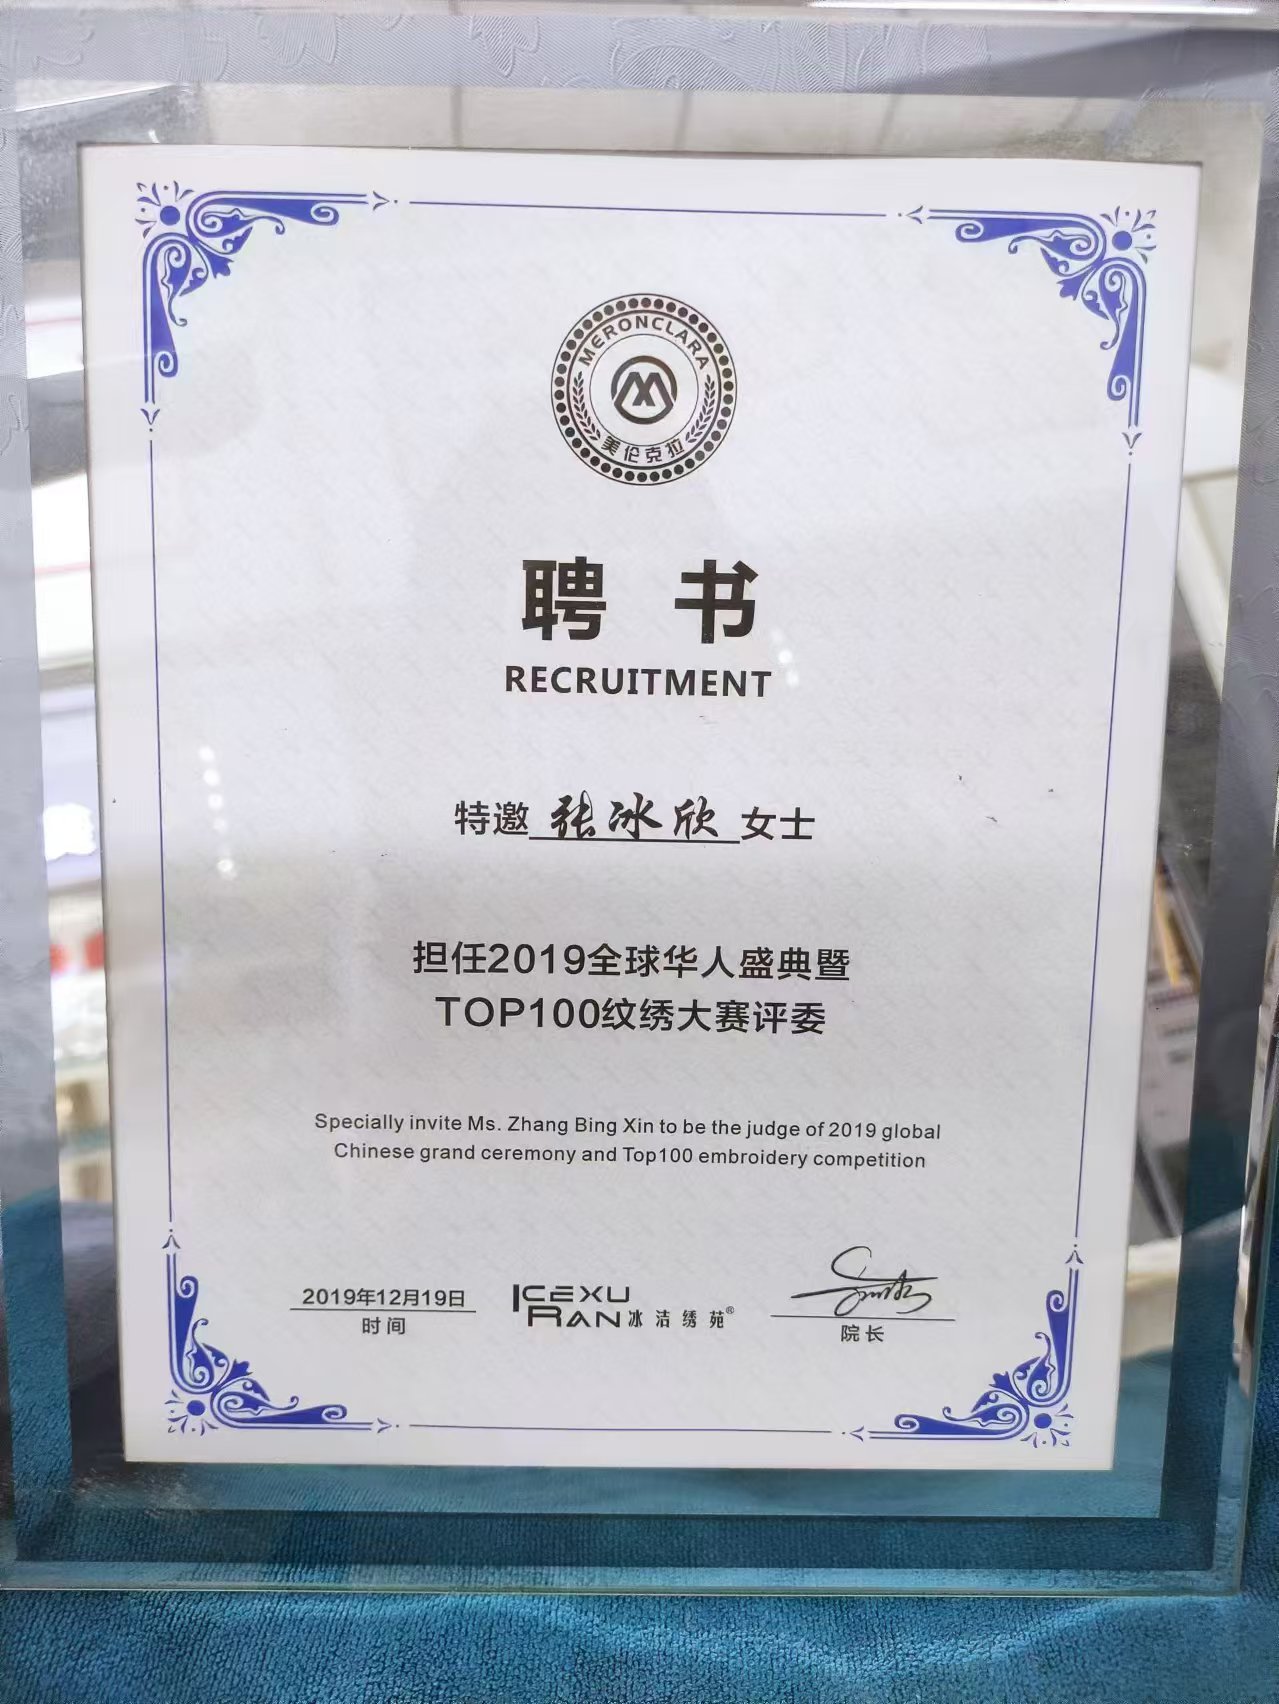 MERONCLARA
美伦克拉
聘书
RECRUITMENT
特邀 张冰欣 女士
担任2019全球华人盛典暨
TOP100纹绣大赛评委
Specially invite Ms. Zhang Bing Xin to be the judge of 2019 global
Chinese grand ceremony and Top100 embroidery competition
2019年12月19日
时间
ICEXU
RAN冰洁绣苑®
院长